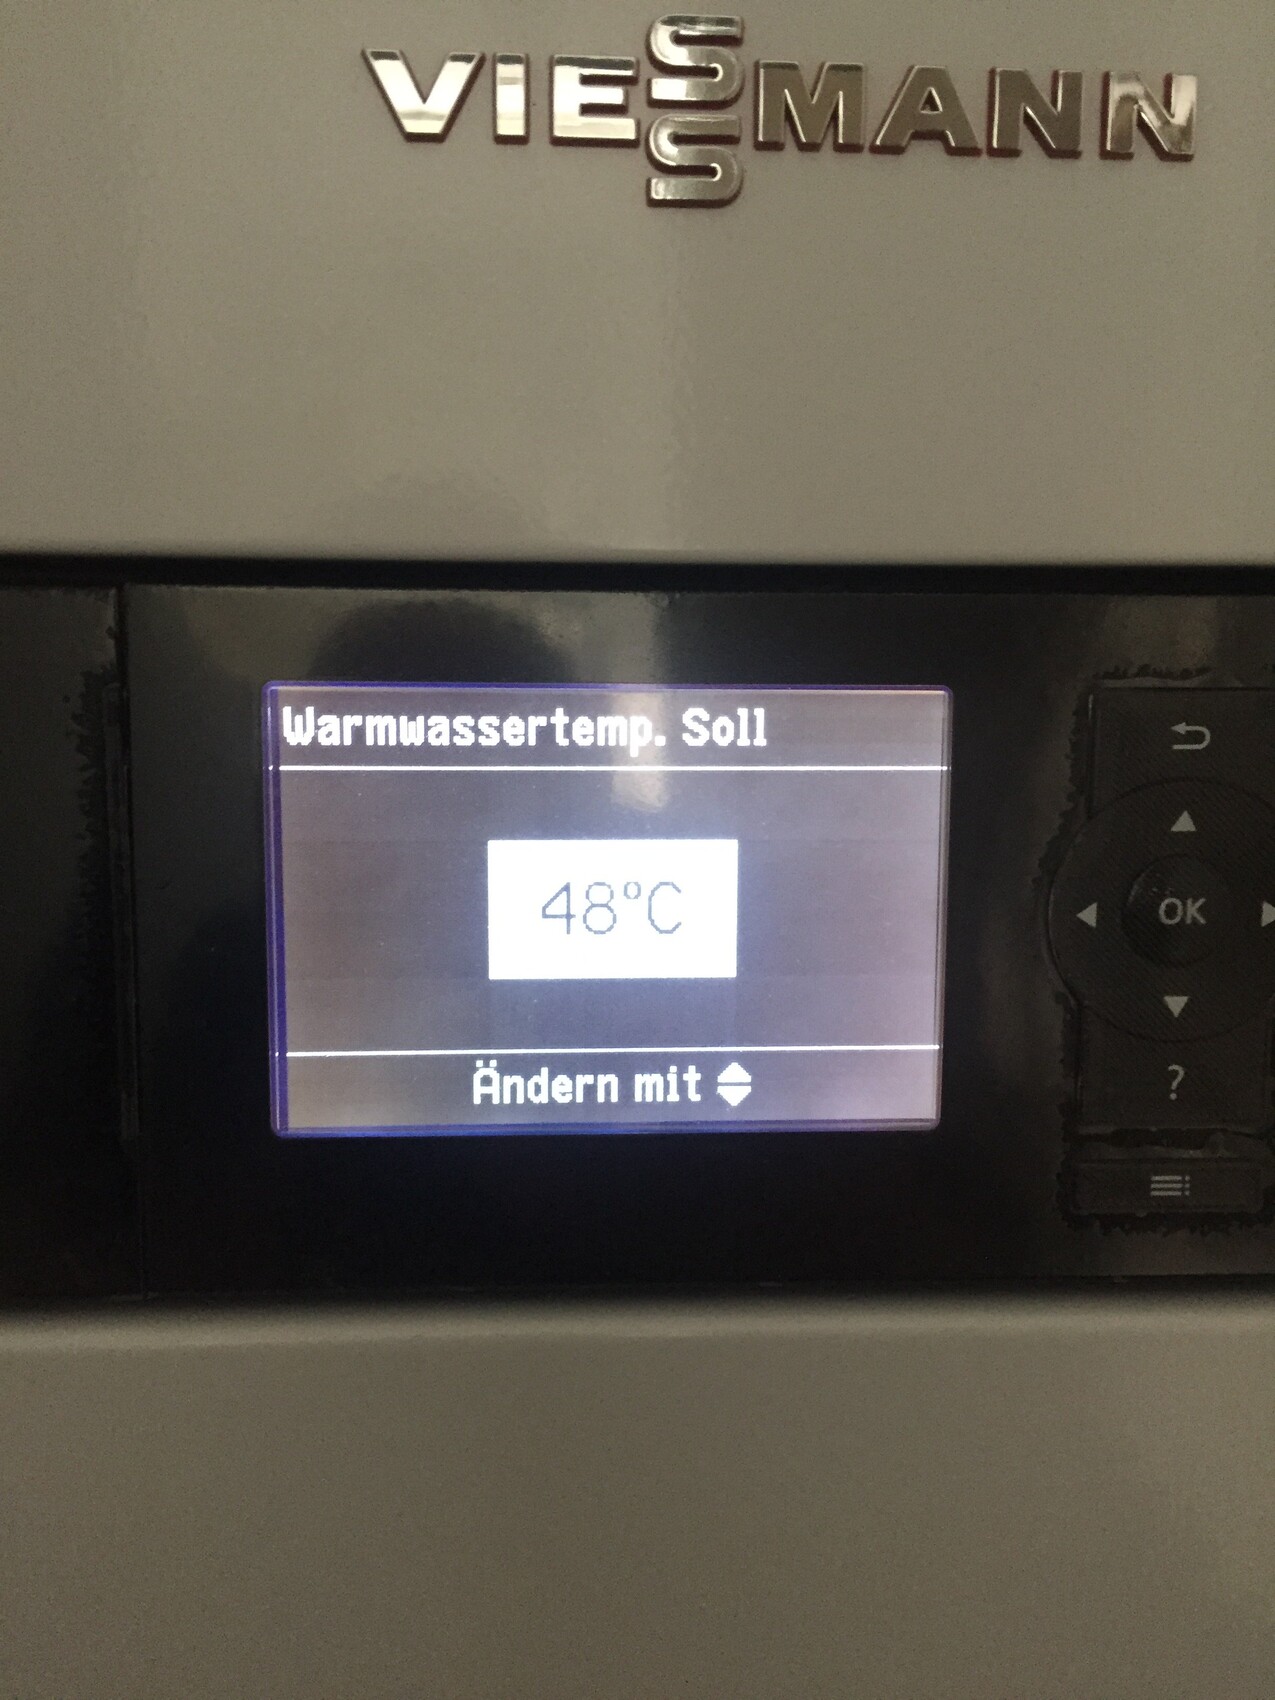 VIESSMANN
Warmwassertemp. Soll
48°C
OK
Ändern mit
?